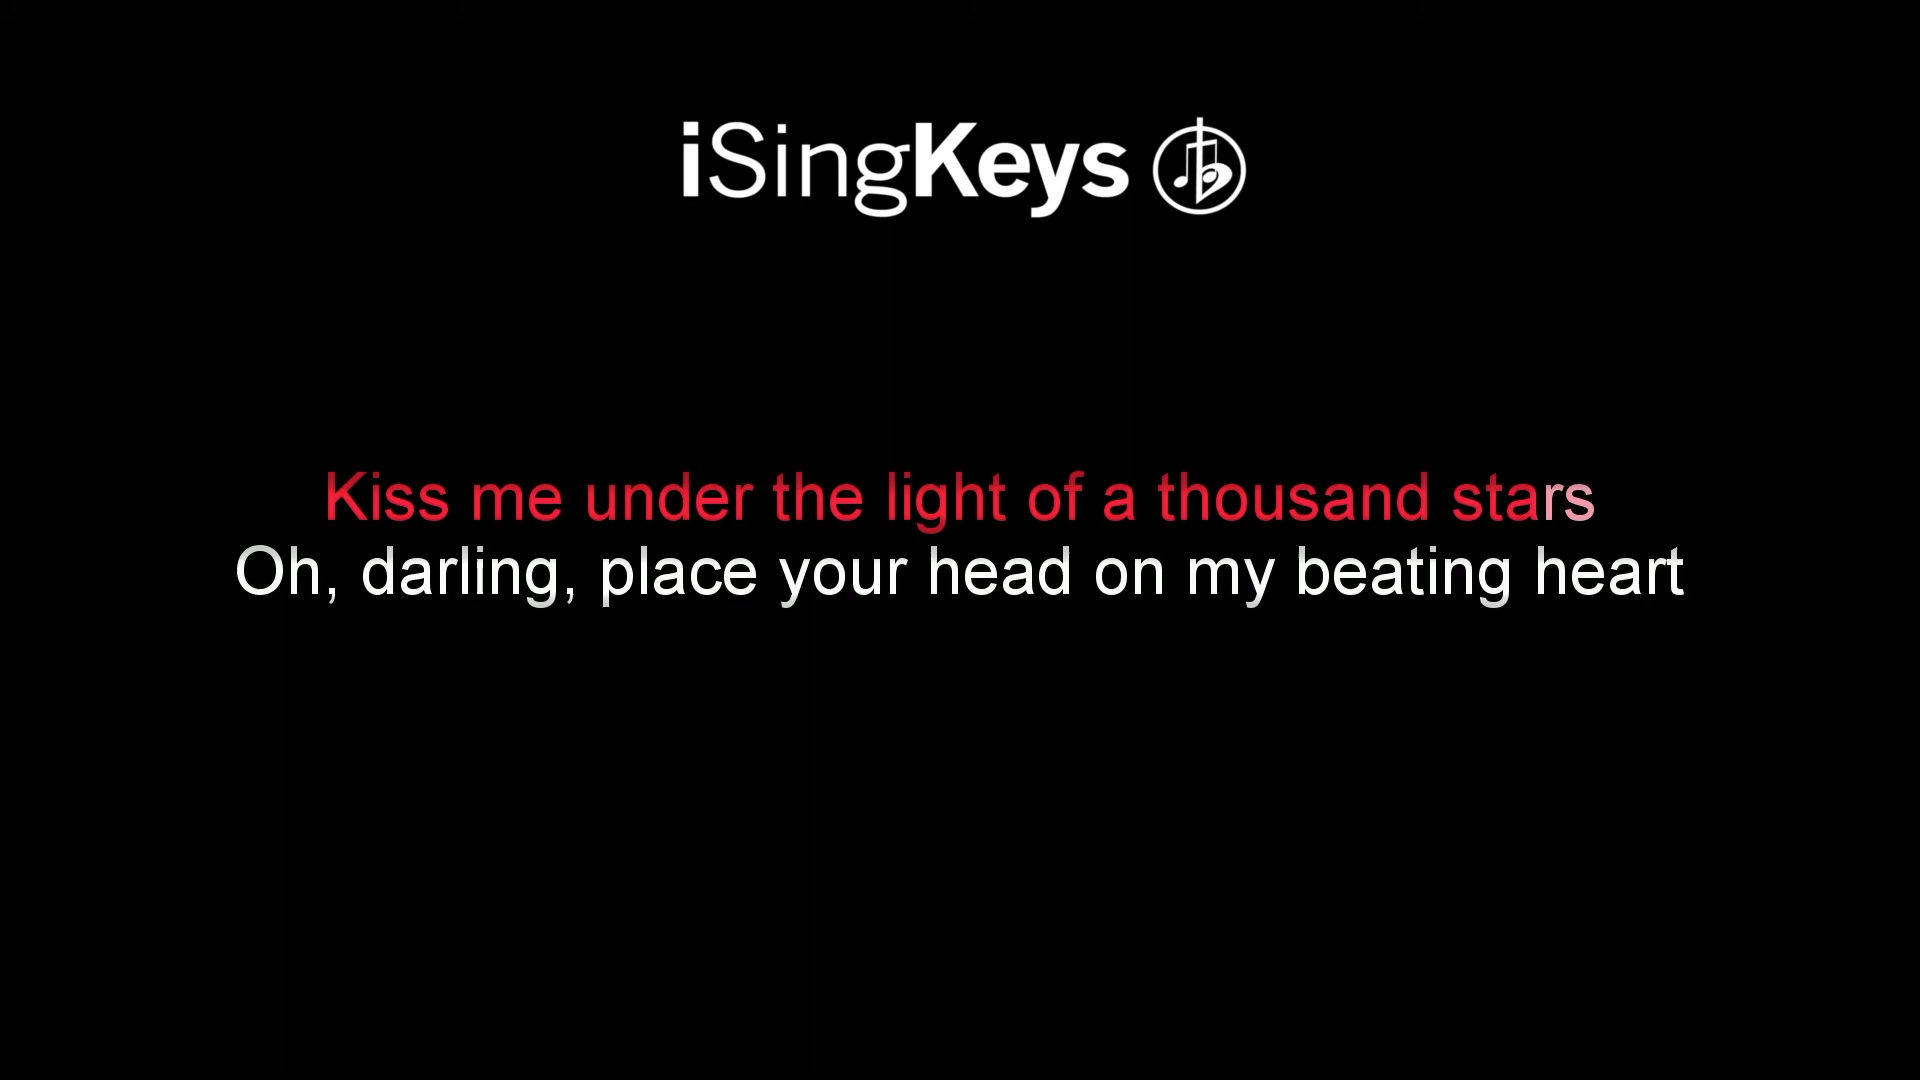 iSingKeys
Kiss me under the light of a thousand stars
Oh, darling, place your head on my beating heart